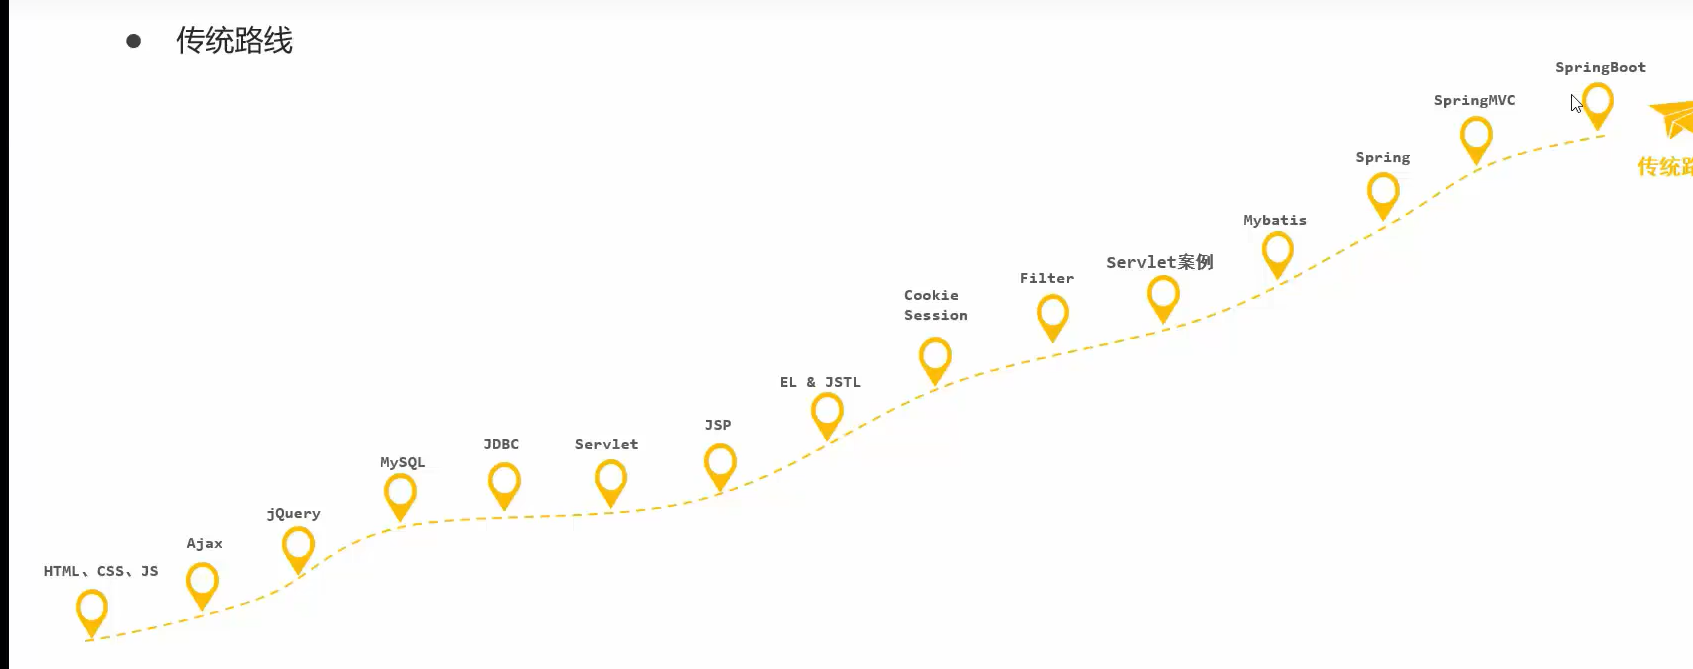 传统路线
HTML、CSS、JS
Ajax
jQuery
MySQL
JDBC
Servlet
JSP
EL & JSTL
Cookie
Session
Filter
Servlet案例
Mybatis
Spring
SpringMVC
SpringBoot
传统路